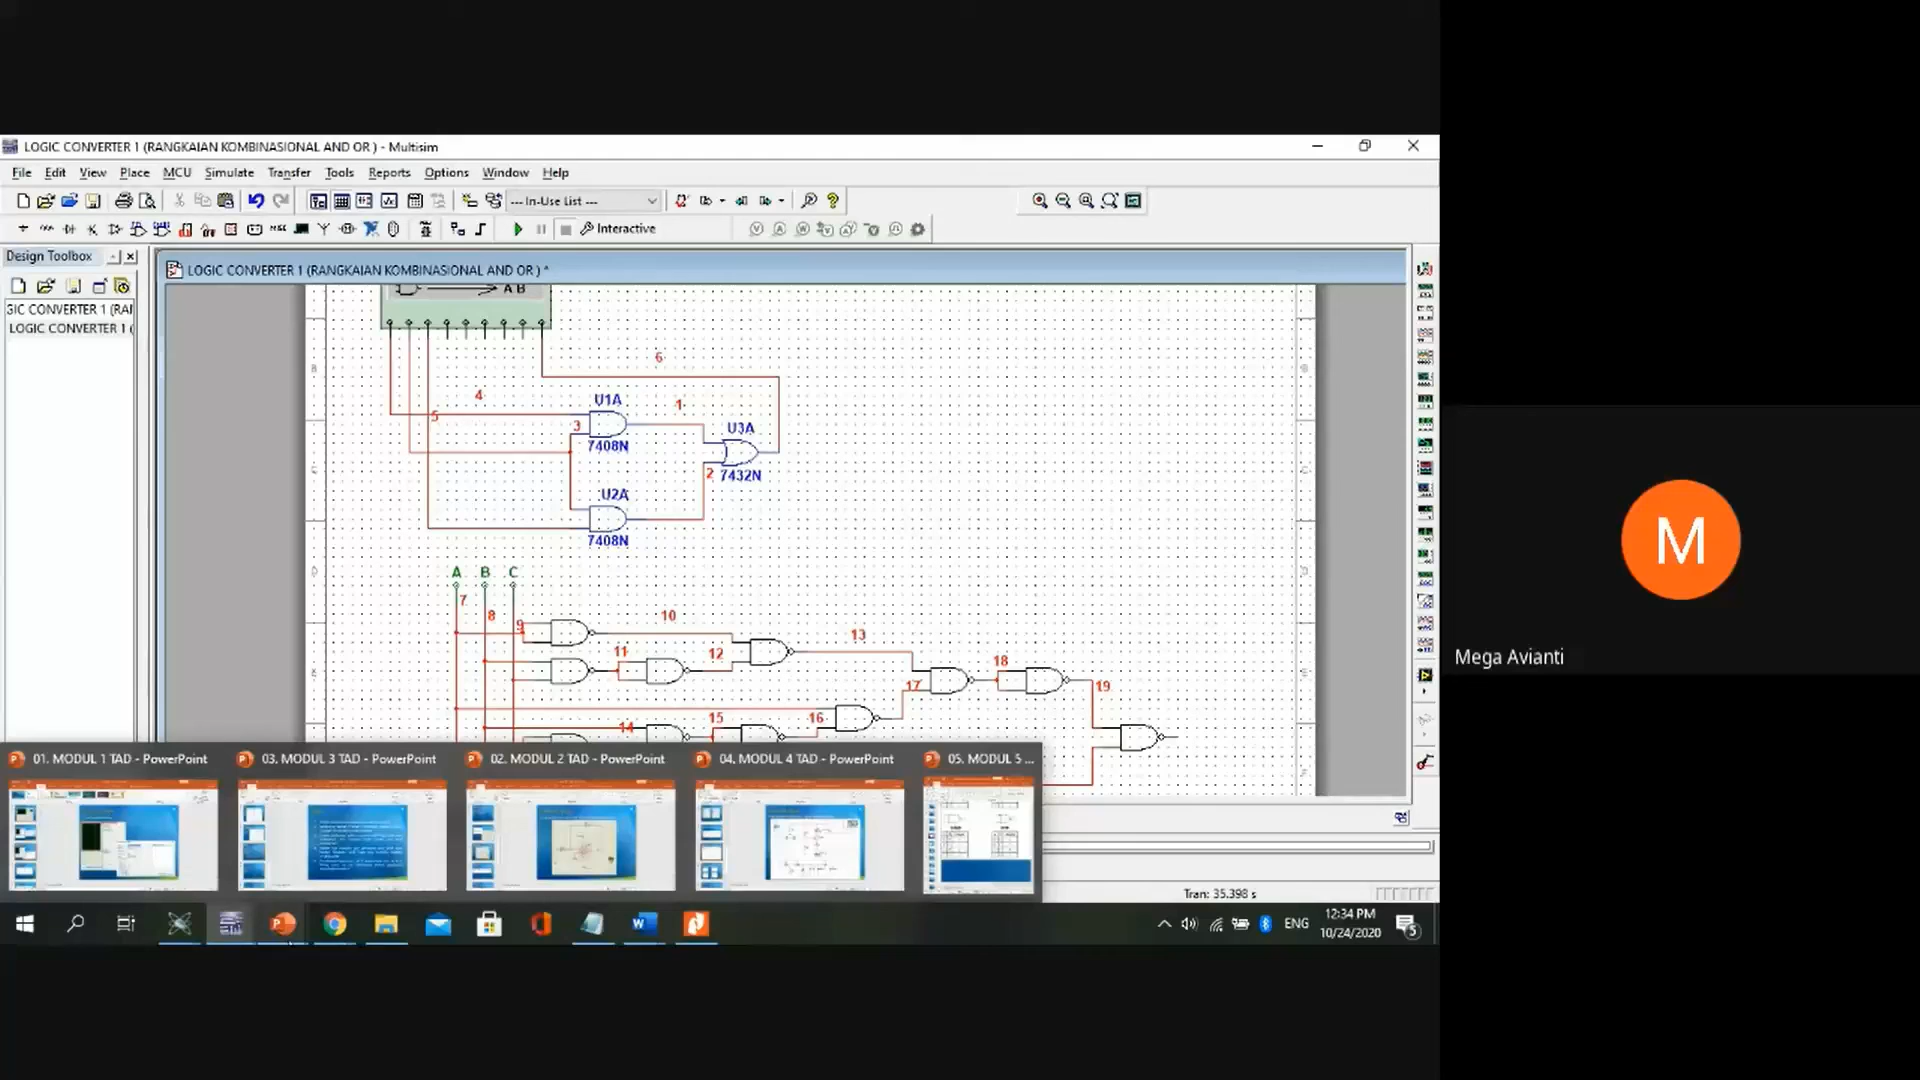 LOGIC CONVERTER 1 (RANGKAIAN KOMBINASIONAL AND OR ) - Multisim
File Edit View Place MCU Simulate Transfer Tools Reports Options Window Help
--- In-Use List ---
Interactive
Design Toolbox
LOGIC CONVERTER 1 (RANGKAIAN KOMBINASIONAL AND OR ) *
GIC CONVERTER 1 (RAI
LOGIC CONVERTER 1 (
A B
6
4
5
U1A
1
3
7408N
U3A
2
7432N
U2A
7408N
A B C
7
8
9
10
11
12
13
14
15
16
17
18
19
Mega Avianti
M
01. MODUL 1 TAD - PowerPoint
03. MODUL 3 TAD - PowerPoint
02. MODUL 2 TAD - PowerPoint
04. MODUL 4 TAD - PowerPoint
05. MODUL 5 ...
Tran: 35.398 s
ENG
12:34 PM
10/24/2020
5